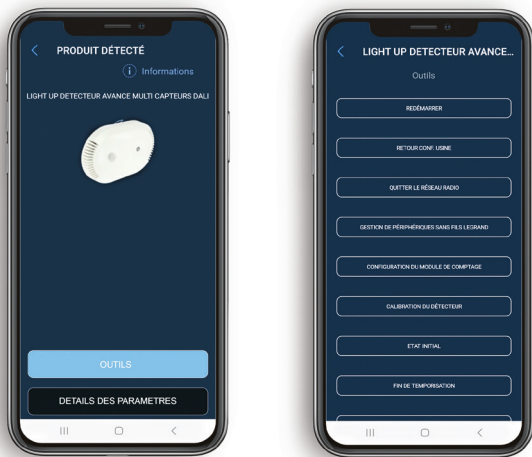 PRODUIT DÉTECTÉ
Informations
LIGHT UP DETECTEUR AVANCE MULTI CAPTEURS DALI
OUTILS
DETAILS DES PARAMETRES
LIGHT UP DETECTEUR AVANCE...
Outils
REDÉMARRER
RETOUR CONF. USINE
QUITTER LE RÉSEAU RADIO
GESTION DE PÉRIPHÉRIQUES SANS FILS LEGRAND
CONFIGURATION DU MODULE DE COMPTAGE
CALIBRATION DU DÉTECTEUR
ETAT INITIAL
FIN DE TEMPORISATION